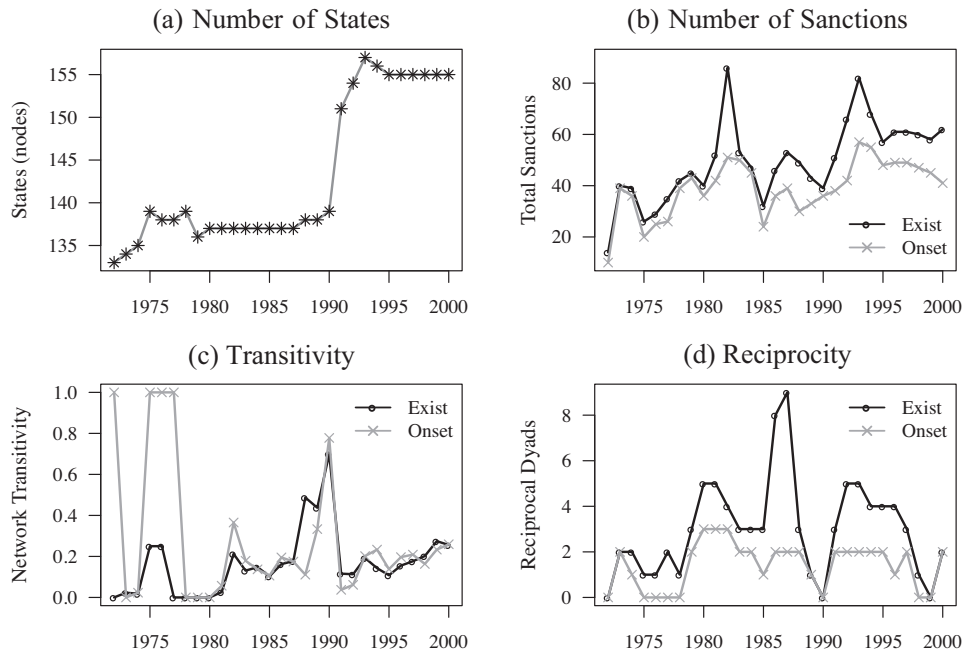 (a) Number of States
(b) Number of Sanctions
States (nodes)
155
150
145
140
135
1975 1980 1985 1990 1995 2000
Total Sanctions
80
60
40
20
Exist
Onset
1975 1980 1985 1990 1995 2000
(c) Transitivity
(d) Reciprocity
Network Transitivity
1.0
0.8
0.6
0.4
0.2
0.0
Exist
Onset
1975 1980 1985 1990 1995 2000
Reciprocal Dyads
8
6
4
2
0
Exist
Onset
1975 1980 1985 1990 1995 2000